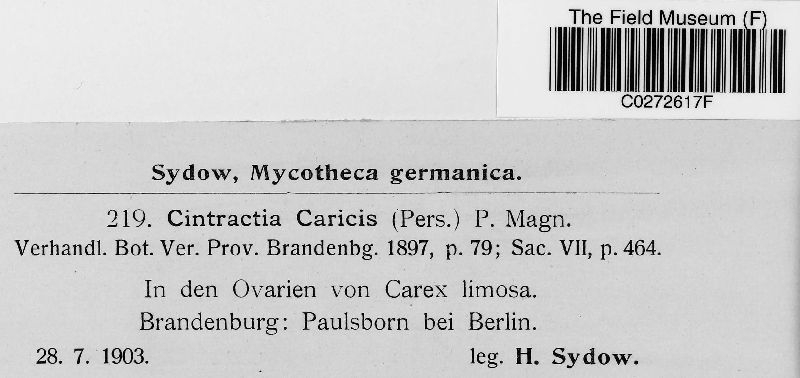 The Field Museum (F)
C0272617F
Sydow, Mycotheca germanica.
219. Cintractia Caricis (Pers.) P. Magn.
Verhandl. Bot. Ver. Prov. Brandenbg. 1897, p. 79; Sac. VII, p. 464.
In den Ovarien von Carex limosa.
Brandenburg: Paulsborn bei Berlin.
28. 7. 1903. leg. H. Sydow.